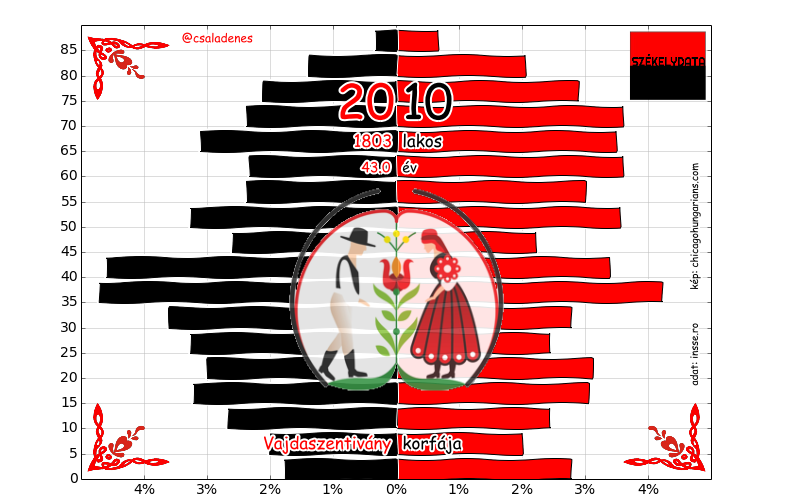 @csaladenes
SZÉKELYDATA
2010
1803 lakos
43.0 év
kép: chicagohungarians.com
adat: insse.ro
Vajdaszentivány korfája
85
80
75
70
65
60
55
50
45
40
35
30
25
20
15
10
5
0
4% 3% 2% 1% 0% 1% 2% 3% 4%